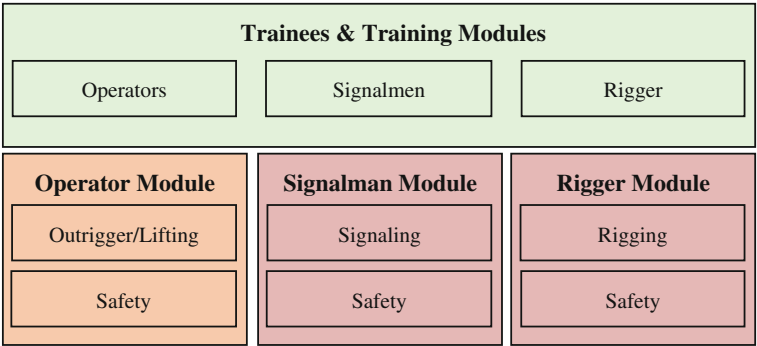 Trainees & Training Modules
Operators
Signalmen
Rigger
Operator Module
Outrigger/Lifting
Safety
Signalman Module
Signaling
Safety
Rigger Module
Rigging
Safety